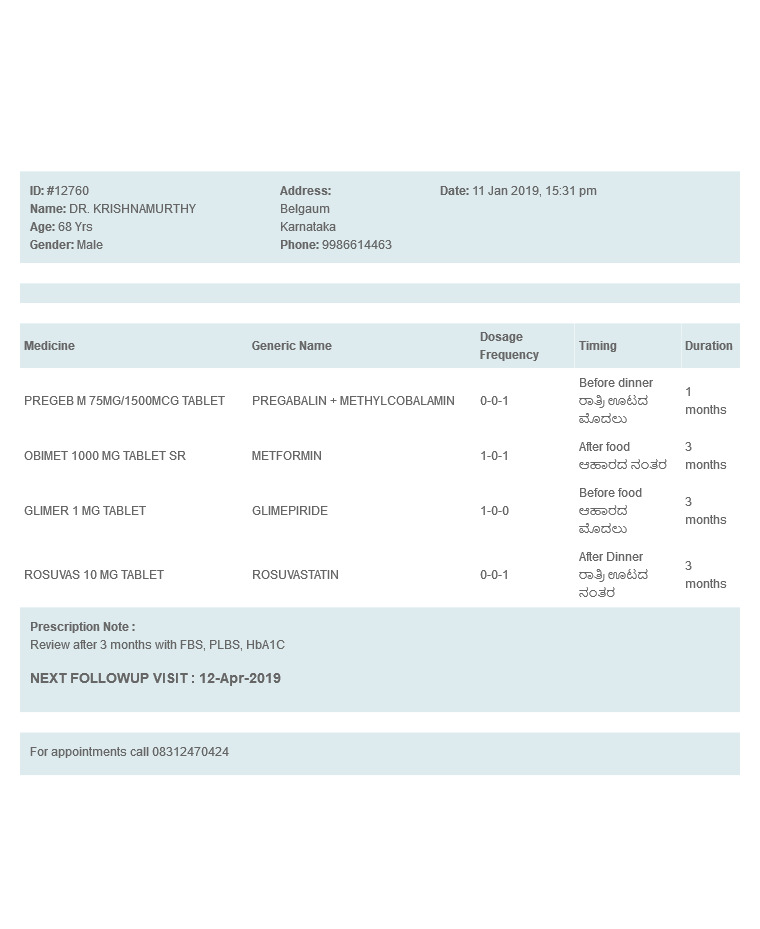 ID: #12760
Name: DR. KRISHNAMURTHY
Age: 68 Yrs
Gender: Male
Address:
Belgaum
Karnataka
Phone: 9986614463
Date: 11 Jan 2019, 15:31 pm
Medicine
Generic Name
Dosage
Frequency
Timing
Duration
PREGEB M 75MG/1500MCG TABLET
PREGABALIN + METHYLCOBALAMIN
0-0-1
Before dinner
ರಾತ್ರಿ ಊಟದ
ಮೊದಲು
1
months
OBIMET 1000 MG TABLET SR
METFORMIN
1-0-1
After food
ಆಹಾರದ ನಂತರ
3
months
GLIMER 1 MG TABLET
GLIMEPIRIDE
1-0-0
Before food
ಆಹಾರದ
ಮೊದಲು
3
months
ROSUVAS 10 MG TABLET
ROSUVASTATIN
0-0-1
After Dinner
ರಾತ್ರಿ ಊಟದ
ನಂತರ
3
months
Prescription Note :
Review after 3 months with FBS, PLBS, HbA1C
NEXT FOLLOWUP VISIT : 12-Apr-2019
For appointments call 08312470424